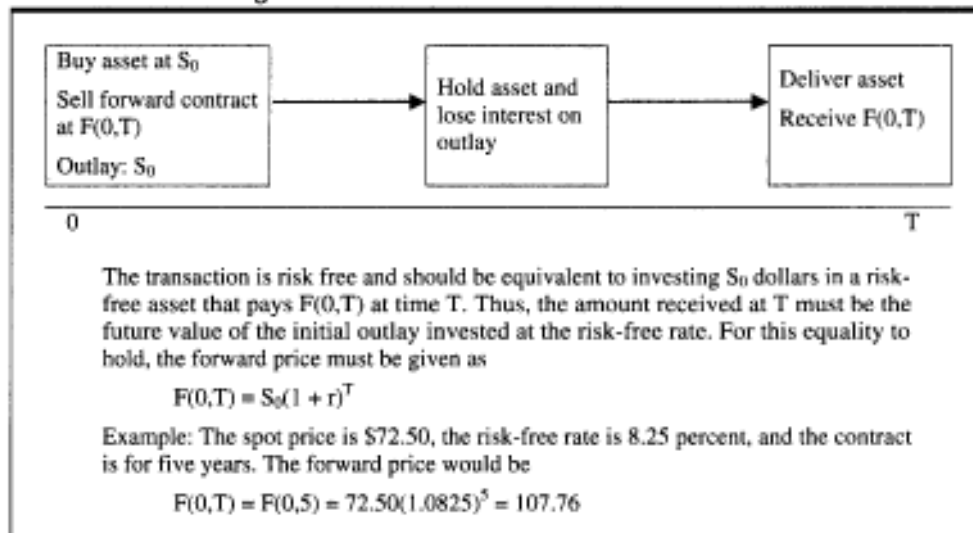 Buy asset at S₀
Sell forward contract
at F(0,T)
Outlay: S₀
Hold asset and
lose interest on
outlay
Deliver asset
Receive F(0,T)
0
T
The transaction is risk free and should be equivalent to investing S₀ dollars in a risk-
free asset that pays F(0,T) at time T. Thus, the amount received at T must be the
future value of the initial outlay invested at the risk-free rate. For this equality to
hold, the forward price must be given as
F(0,T) = S₀(1 + r)ᵀ
Example: The spot price is $72.50, the risk-free rate is 8.25 percent, and the contract
is for five years. The forward price would be
F(0,T) = F(0,5) = 72.50(1.0825)⁵ = 107.76